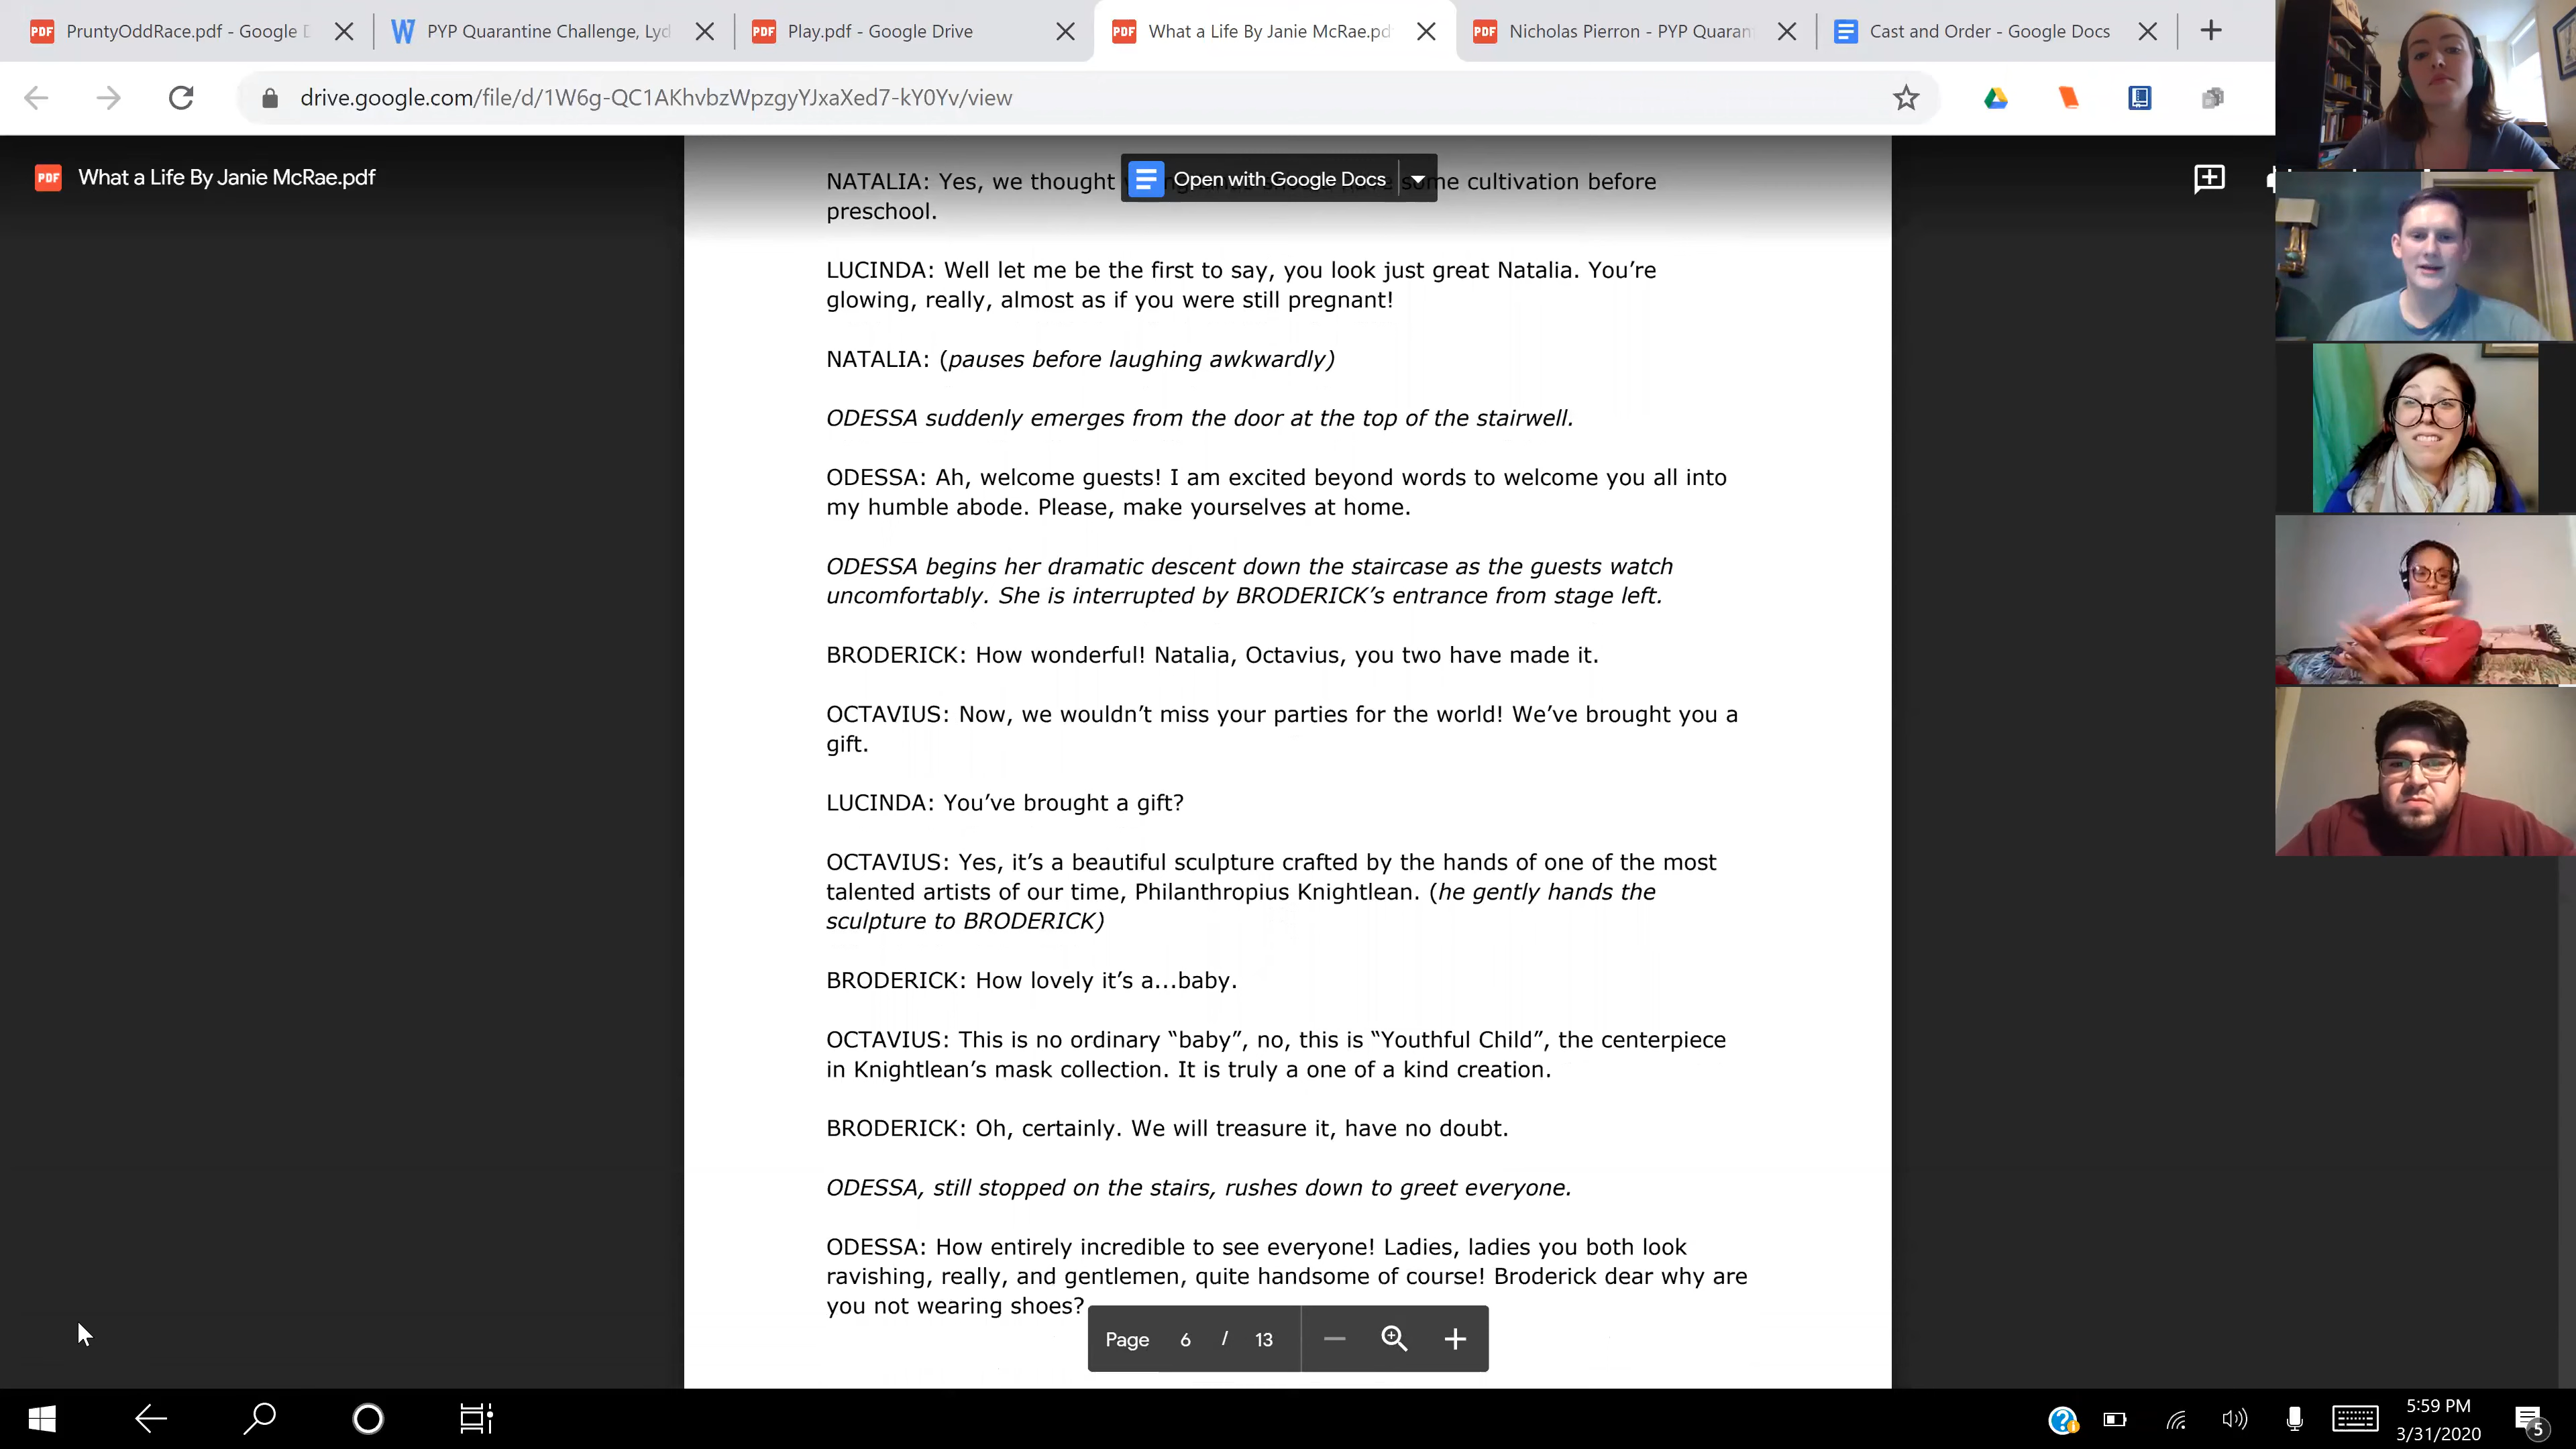 PruntyOddRace.pdf - Google D
PYP Quarantine Challenge, Lyd
Play.pdf - Google Drive
What a Life By Janie McRae.pd
Nicholas Pierron - PYP Quaran
Cast and Order - Google Docs
drive.google.com/file/d/1W6g-QC1AKhvbzWpzgyYJxaXed7-kY0Yv/view
PDF What a Life By Janie McRae.pdf
Open with Google Docs
NATALIA: Yes, we thought some cultivation before
preschool.
LUCINDA: Well let me be the first to say, you look just great Natalia. You’re
glowing, really, almost as if you were still pregnant!
NATALIA: (pauses before laughing awkwardly)
ODESSA suddenly emerges from the door at the top of the stairwell.
ODESSA: Ah, welcome guests! I am excited beyond words to welcome you all into
my humble abode. Please, make yourselves at home.
ODESSA begins her dramatic descent down the staircase as the guests watch
uncomfortably. She is interrupted by BRODERICK’s entrance from stage left.
BRODERICK: How wonderful! Natalia, Octavius, you two have made it.
OCTAVIUS: Now, we wouldn’t miss your parties for the world! We’ve brought you a
gift.
LUCINDA: You’ve brought a gift?
OCTAVIUS: Yes, it’s a beautiful sculpture crafted by the hands of one of the most
talented artists of our time, Philanthropius Knightlean. (he gently hands the
sculpture to BRODERICK)
BRODERICK: How lovely it’s a...baby.
OCTAVIUS: This is no ordinary “baby”, no, this is “Youthful Child”, the centerpiece
in Knightlean’s mask collection. It is truly a one of a kind creation.
BRODERICK: Oh, certainly. We will treasure it, have no doubt.
ODESSA, still stopped on the stairs, rushes down to greet everyone.
ODESSA: How entirely incredible to see everyone! Ladies, ladies you both look
ravishing, really, and gentlemen, quite handsome of course! Broderick dear why are
you not wearing shoes?
Page 6 / 13
5:59 PM
3/31/2020
5